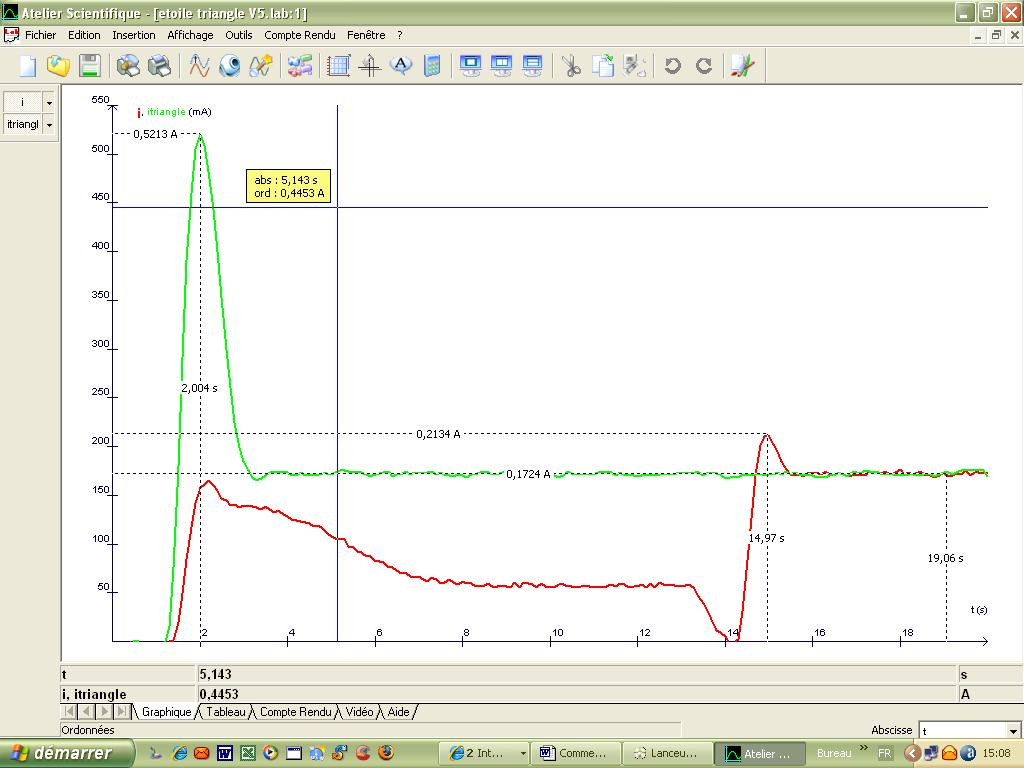 Atelier Scientifique - [etoile triangle V5.lab:1]
Fichier Edition Insertion Affichage Outils Compte Rendu Fenêtre ?
i
itriangl
550
i, itriangle (mA)
0,5213 A
500
abs : 5,143 s
ord : 0,4453 A
450
400
350
300
2,004 s
250
0,2134 A
200
0,1724 A
150
100
14,97 s
19,06 s
50
t (s)
2 4 6 8 10 12 14 16 18
t 5,143 s
i, itriangle 0,4453 A
Graphique Tableau Compte Rendu Vidéo Aide
Ordonnées Abscisse t
démarrer 2 Int... Comme... Lanceu... Atelier ... Bureau » FR 15:08